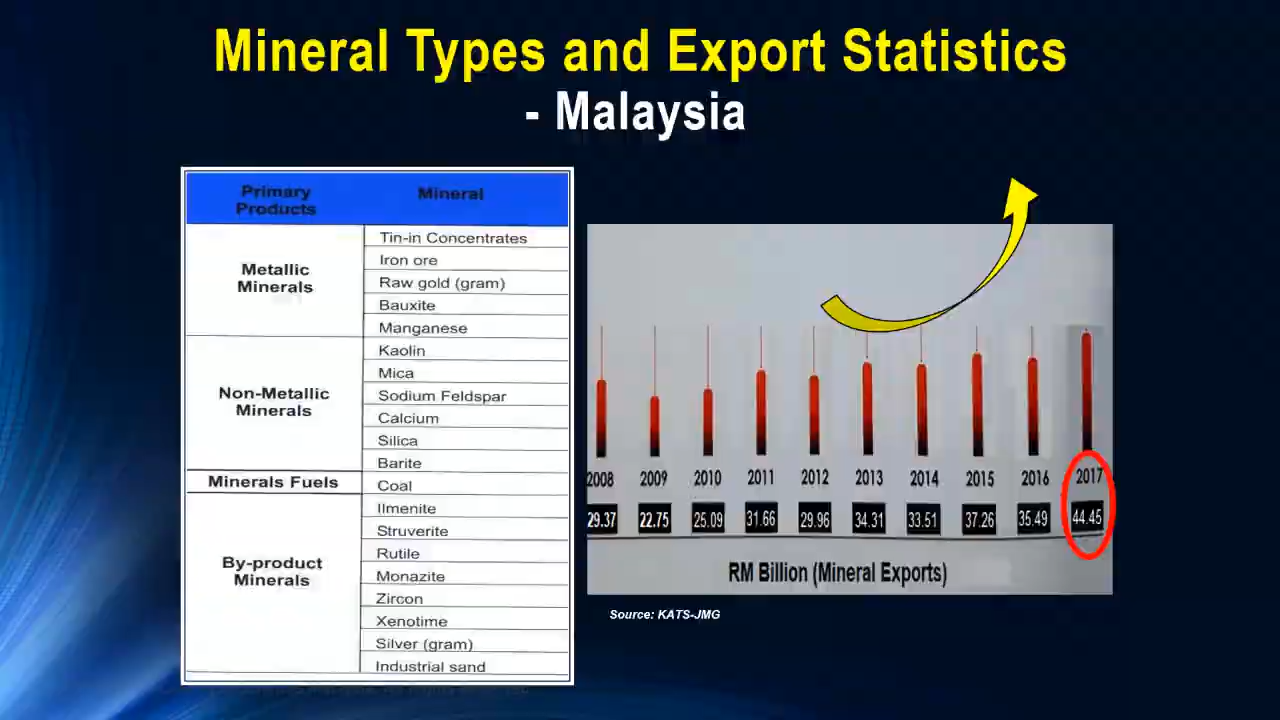 Mineral Types and Export Statistics
- Malaysia
Primary Products
Mineral
Metallic Minerals
Tin-in Concentrates
Iron ore
Raw gold (gram)
Bauxite
Manganese
Non-Metallic Minerals
Kaolin
Mica
Sodium Feldspar
Calcium
Silica
Barite
Minerals Fuels
Coal
By-product Minerals
Ilmenite
Struverite
Rutile
Monazite
Zircon
Xenotime
Silver (gram)
Industrial sand
2008 2009 2010 2011 2012 2013 2014 2015 2016 2017
29.37 22.75 25.09 31.66 29.96 34.31 33.51 37.26 35.49 44.45
RM Billion (Mineral Exports)
Source: KATS-JMG